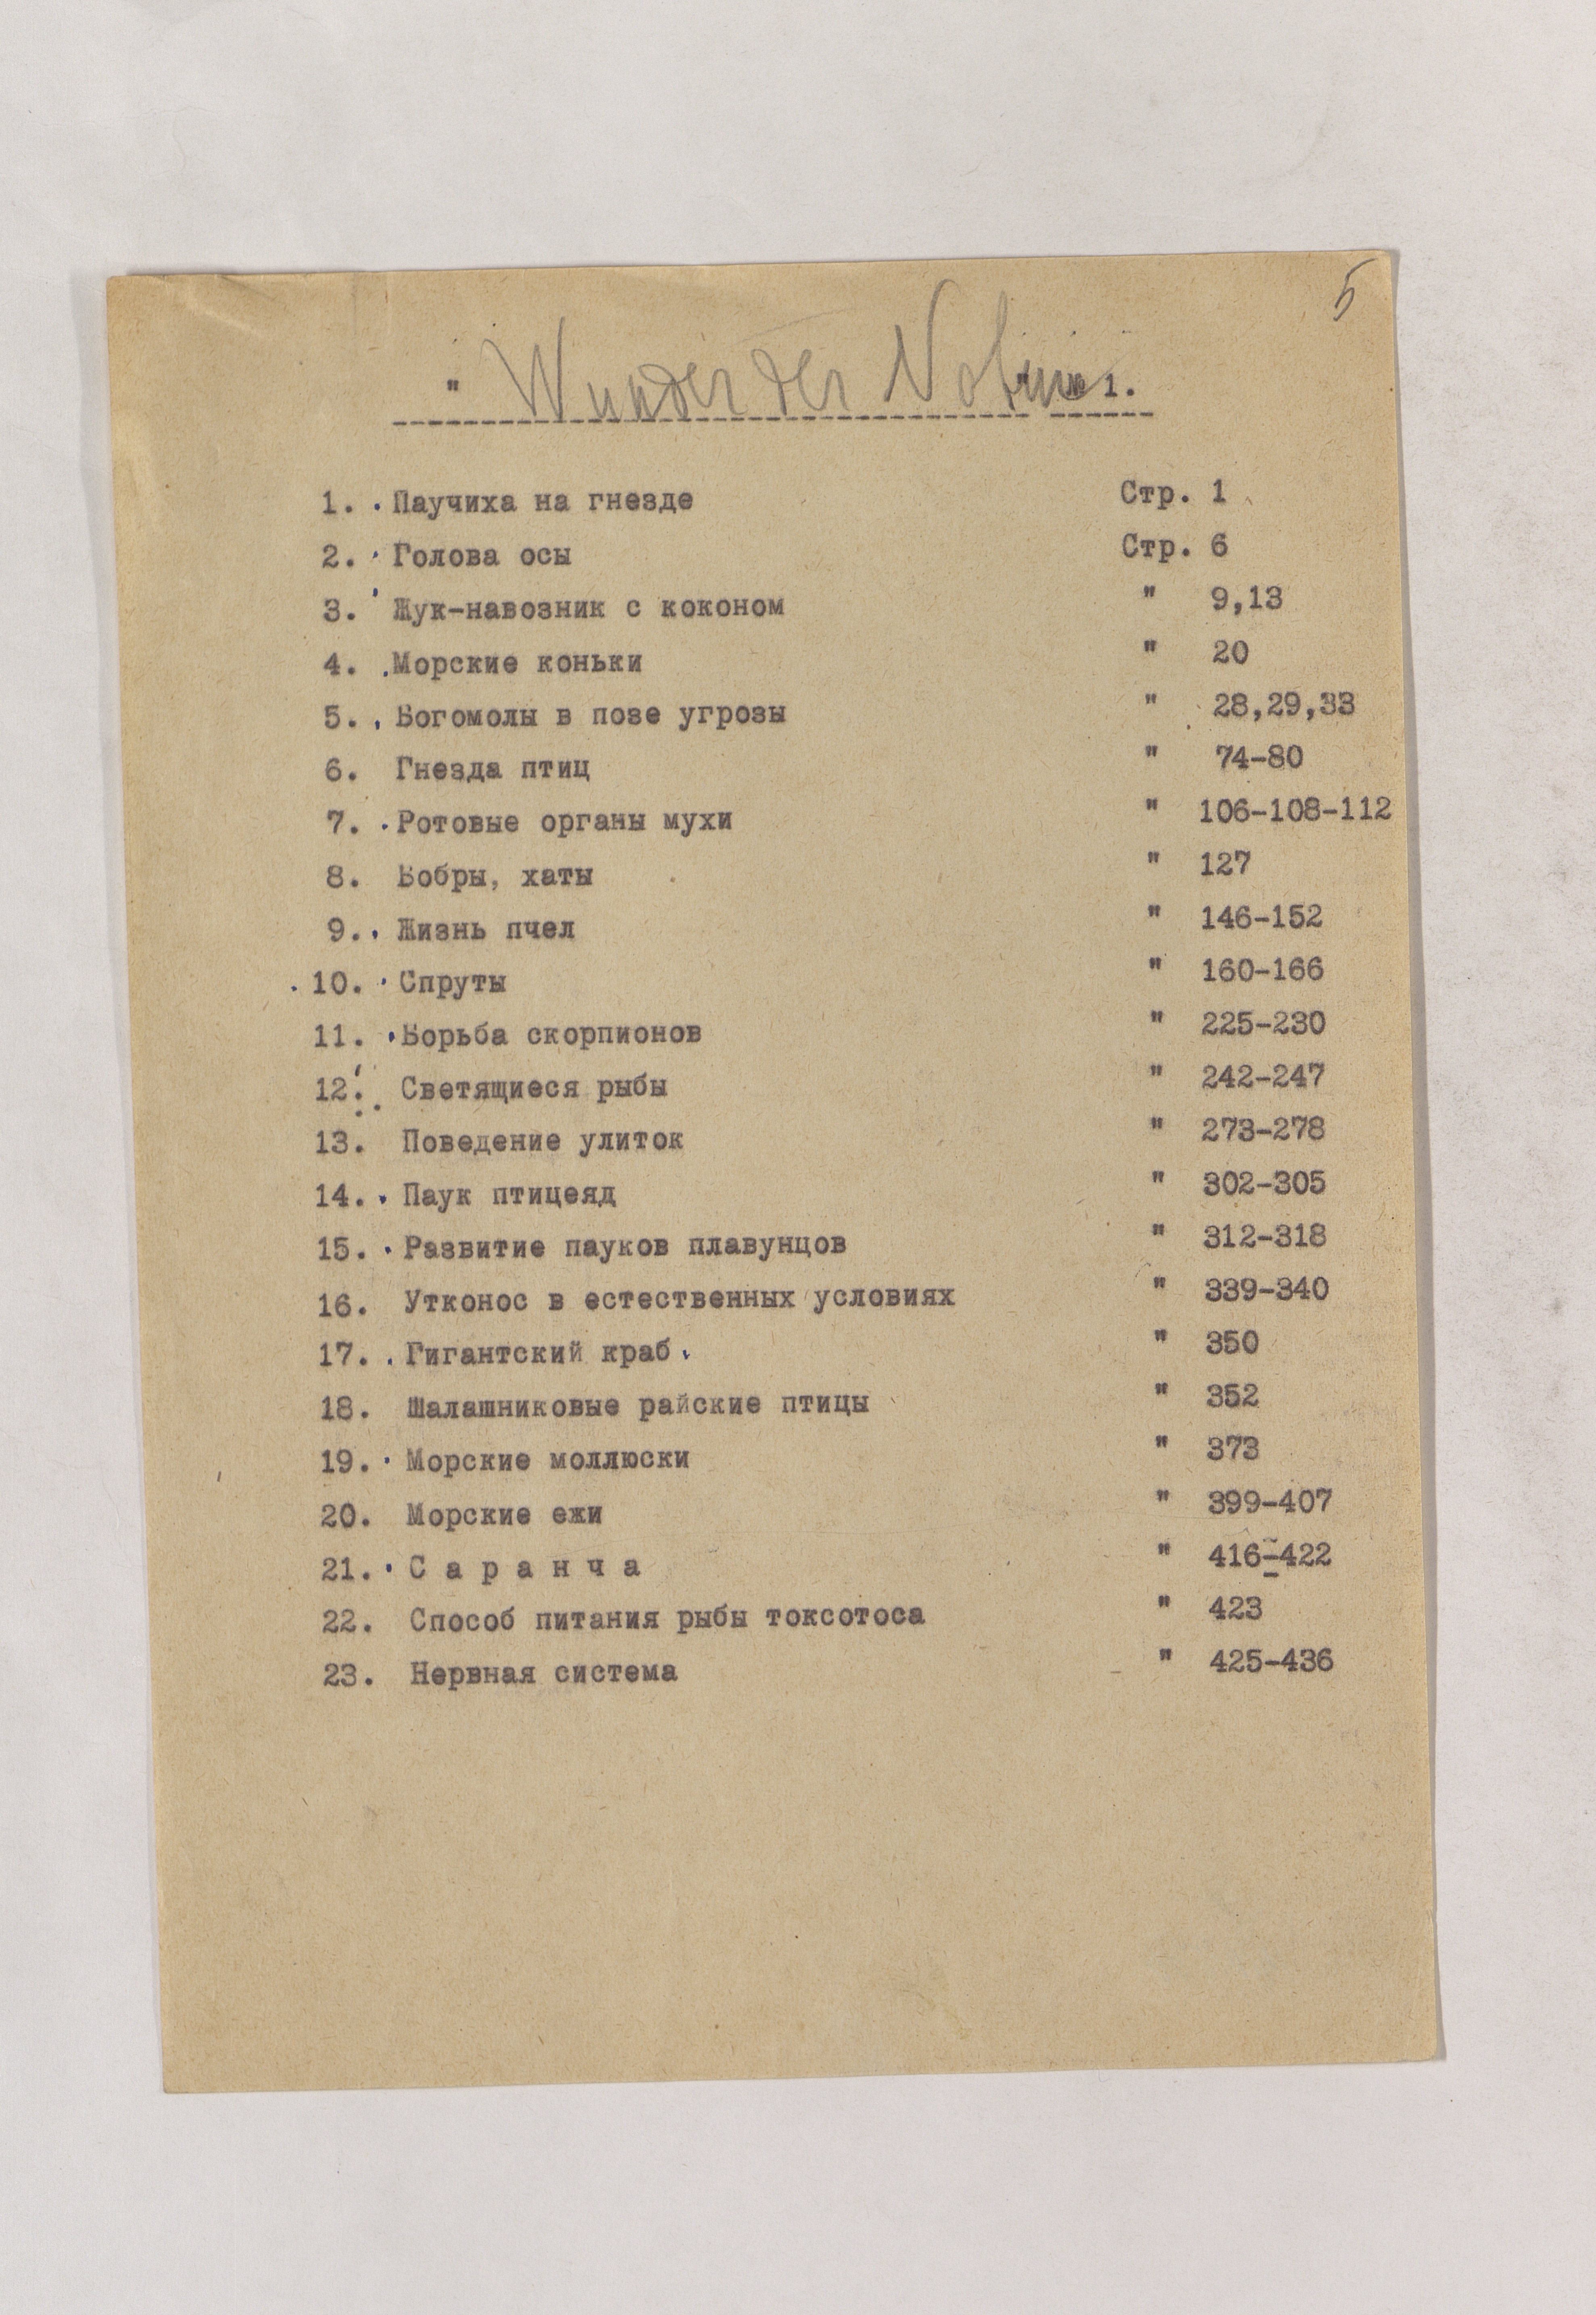 5
" Wunder der Natur " № 1.
1. Паучиха на гнезде Стр. 1
2. Голова осы Стр. 6
3. Жук-навозник с коконом " 9,13
4. Морские коньки " 20
5. Богомолы в позе угрозы " 28,29,33
6. Гнезда птиц " 74-80
7. Ротовые органы мухи " 106-108-112
8. Бобры, хаты " 127
9. Жизнь пчел " 146-152
10. Спруты " 160-166
11. Борьба скорпионов " 225-230
12. Светящиеся рыбы " 242-247
13. Поведение улиток " 273-278
14. Паук птицеяд " 302-305
15. Развитие пауков плавунцов " 312-318
16. Утконос в естественных условиях " 339-340
17. Гигантский краб " 350
18. Шалашниковые райские птицы " 352
19. Морские моллюски " 373
20. Морские ежи " 399-407
21. С а р а н ч а " 416-422
22. Способ питания рыбы токсотоса " 423
23. Нервная система " 425-436